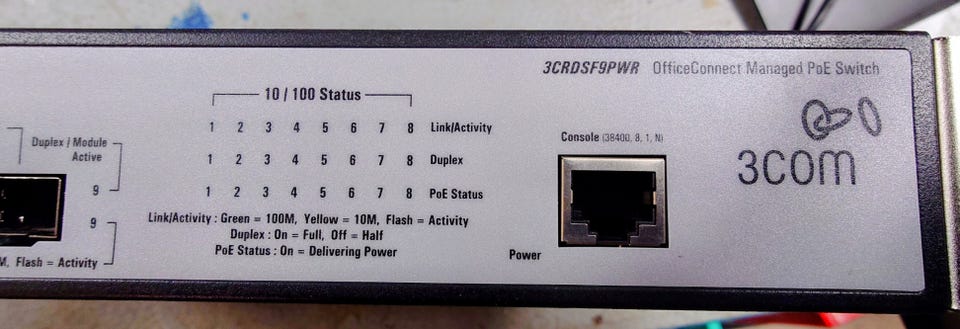 3CRDSF9PWR OfficeConnect Managed PoE Switch
10 / 100 Status
1 2 3 4 5 6 7 8 Link/Activity
Duplex / Module
Active
9
1 2 3 4 5 6 7 8 Duplex
1 2 3 4 5 6 7 8 PoE Status
9
Link/Activity : Green = 100M, Yellow = 10M, Flash = Activity
Duplex : On = Full, Off = Half
PoE Status : On = Delivering Power
M, Flash = Activity
Console (38400, 8, 1, N)
Power
3COM